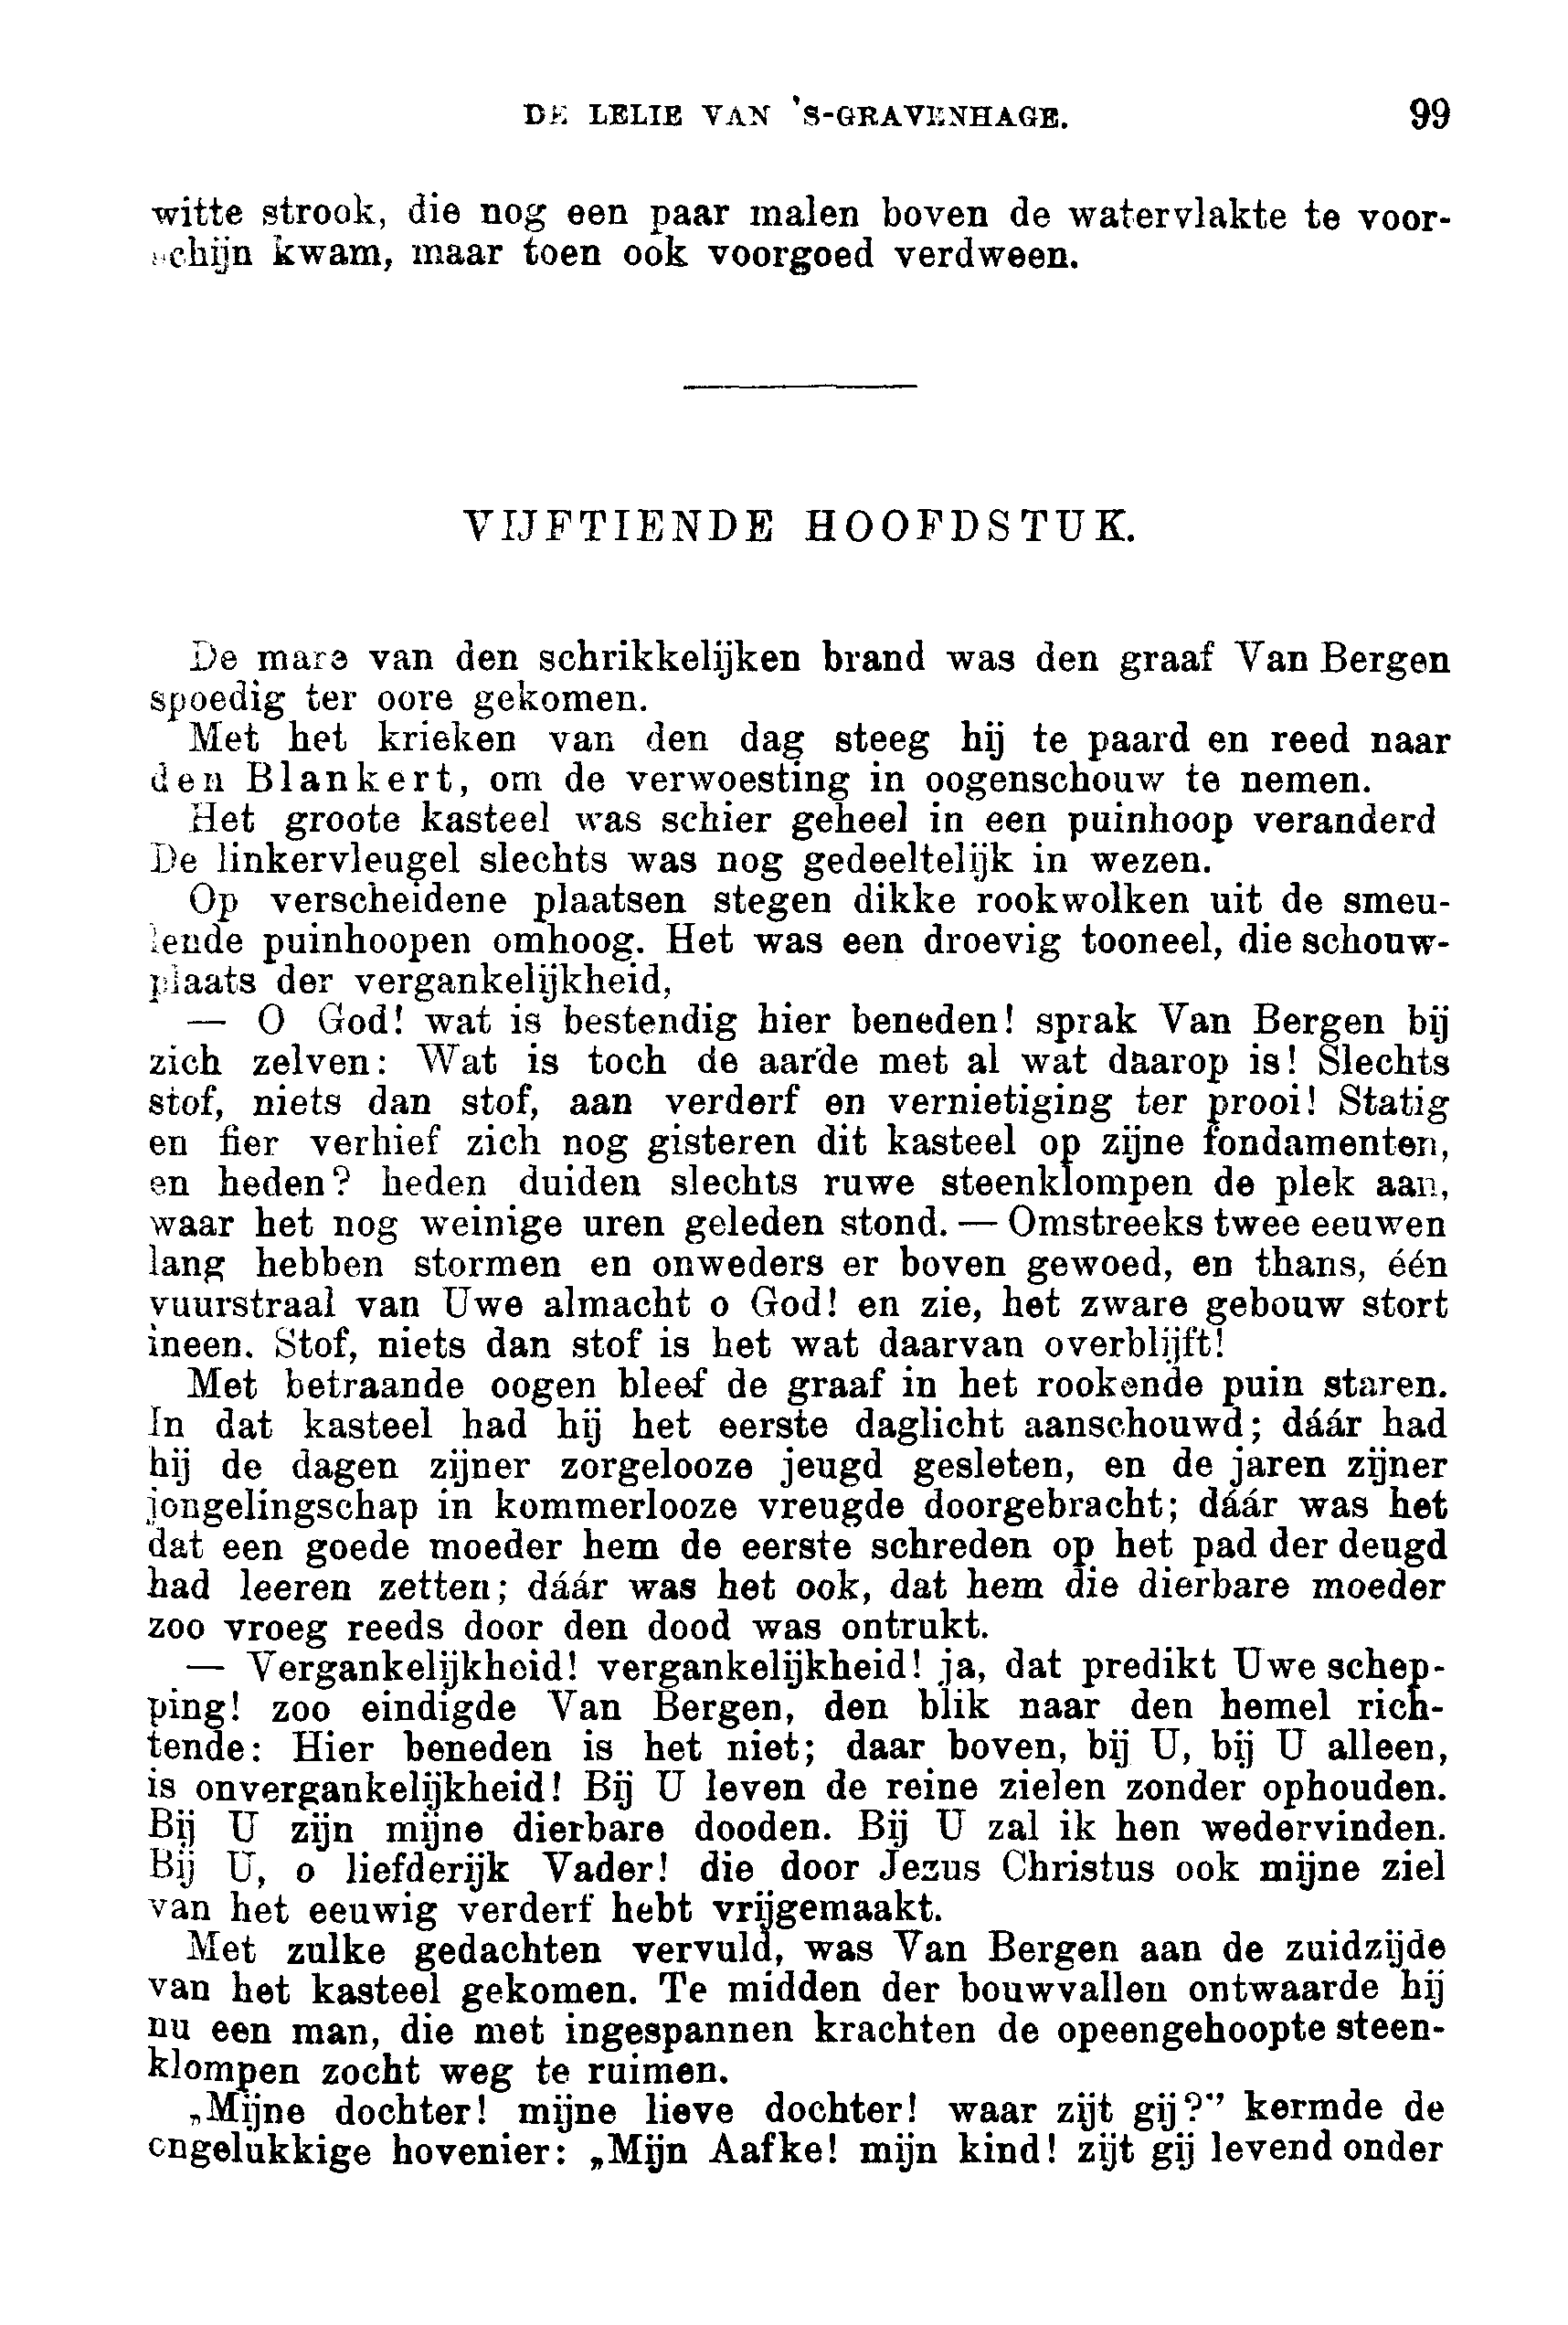 DE LELIE VAN 'S-GRAVENHAGE. 99
witte strook, die nog een paar malen boven de watervlakte te voor-
schijn kwam, maar toen ook voorgoed verdween.
VIJFTIENDE HOOFDSTUK.
De mare van den schrikkelijken brand was den graaf Van Bergen
spoedig ter oore gekomen.
Met het krieken van den dag steeg hij te paard en reed naar
den Blankert, om de verwoesting in oogenschouw te nemen.
Het groote kasteel was schier geheel in een puinhoop veranderd
De linkervleugel slechts was nog gedeeltelijk in wezen.
Op verscheidene plaatsen stegen dikke rookwolken uit de smeu-
lende puinhoopen omhoog. Het was een droevig tooneel, die schouw-
plaats der vergankelijkheid,
— O God! wat is bestendig hier beneden! sprak Van Bergen bij
zich zelven: Wat is toch de aarde met al wat daarop is! Slechts
stof, niets dan stof, aan verderf en vernietiging ter prooi! Statig
en fier verhief zich nog gisteren dit kasteel op zijne fondamenten,
en heden? heden duiden slechts ruwe steenklompen de plek aan,
waar het nog weinige uren geleden stond. — Omstreeks twee eeuwen
lang hebben stormen en onweders er boven gewoed, en thans, één
vuurstraal van Uwe almacht o God! en zie, het zware gebouw stort
ineen. Stof, niets dan stof is het wat daarvan overblijft!
Met betraande oogen bleef de graaf in het rookende puin staren.
In dat kasteel had hij het eerste daglicht aanschouwd; dáár had
hij de dagen zijner zorgelooze jeugd gesleten, en de jaren zijner
jongelingschap in kommerlooze vreugde doorgebracht; dáár was het
dat een goede moeder hem de eerste schreden op het pad der deugd
had leeren zetten; dáár was het ook, dat hem die dierbare moeder
zoo vroeg reeds door den dood was ontrukt.
— Vergankelijkheid! vergankelijkheid! ja, dat predikt Uwe schep-
ping! zoo eindigde Van Bergen, den blik naar den hemel rich-
tende: Hier beneden is het niet; daar boven, bij U, bij U alleen,
is onvergankelijkheid! Bij U leven de reine zielen zonder ophouden.
Bij U zijn mijne dierbare dooden. Bij U zal ik hen wedervinden.
Bij U, o liefderijk Vader! die door Jezus Christus ook mijne ziel
van het eeuwig verderf hebt vrijgemaakt.
Met zulke gedachten vervuld, was Van Bergen aan de zuidzijde
van het kasteel gekomen. Te midden der bouwvallen ontwaarde hij
nu een man, die met ingespannen krachten de opeengehoopte steen-
klompen zocht weg te ruimen.
„Mijne dochter! mijne lieve dochter! waar zijt gij?” kermde de
ongelukkige hovenier: „Mijn Aafke! mijn kind! zijt gij levend onder